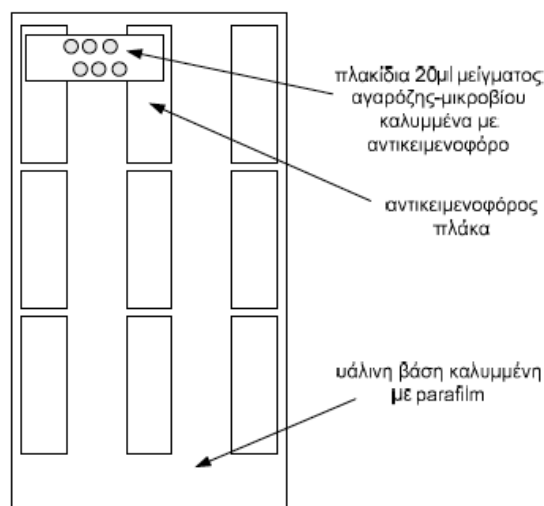 πλακίδια 20μl μείγματος
αγαρόζης-μικροβίου
καλυμμένα με
αντικειμενοφόρο
αντικειμενοφόρος
πλάκα
υάλινη βάση καλυμμένη
με parafilm